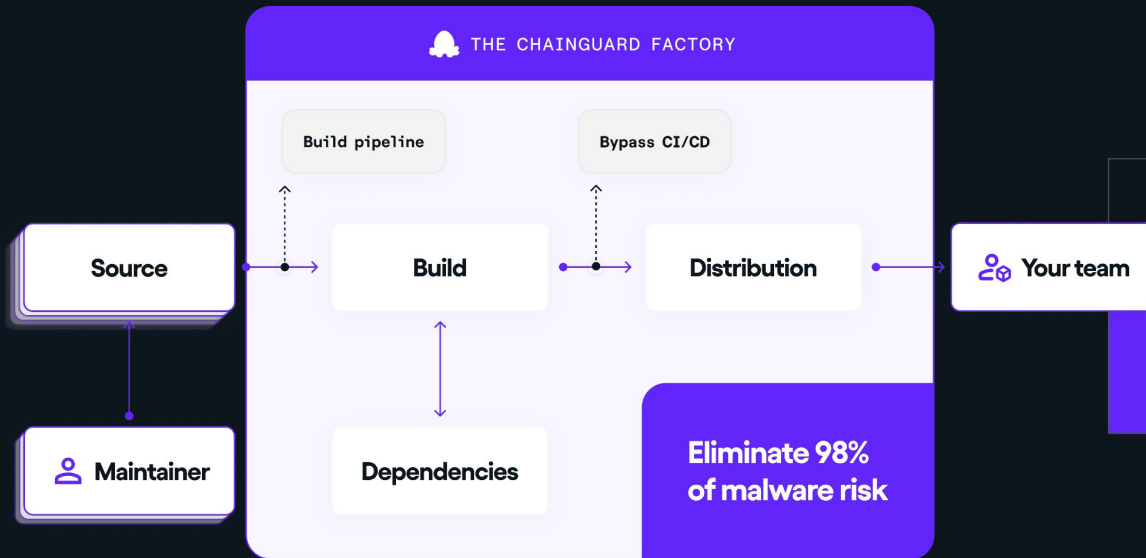 THE CHAINGUARD FACTORY
Build pipeline
Bypass CI/CD
Source
Build
Distribution
Your team
Maintainer
Dependencies
Eliminate 98%
of malware risk